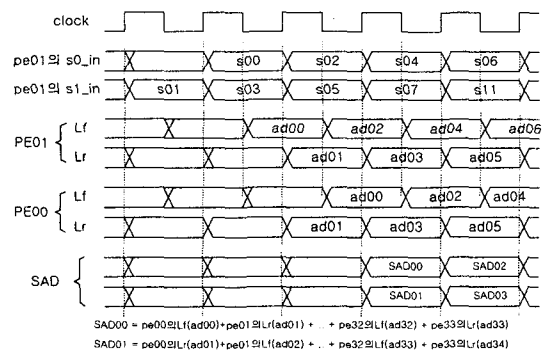 clock
pe01의 s0_in s00 s02 s04 s06
pe01의 s1_in s01 s03 s05 s07 s11
PE01 Lf ad00 ad02 ad04 ad06
Lr ad01 ad03 ad05
PE00 Lf ad00 ad02 ad04
Lr ad01 ad03 ad05
SAD SAD00 SAD02
SAD01 SAD03
SAD00 = pe00의Lf(ad00)+pe01의Lr(ad01) + .. + pe32의Lf(ad32) + pe33의Lr(ad33)
SAD01 = pe00의Lr(ad01)+pe01의Lf(ad02) + ... + pe32의Lf(ad33) + pe33의Lr(ad34)